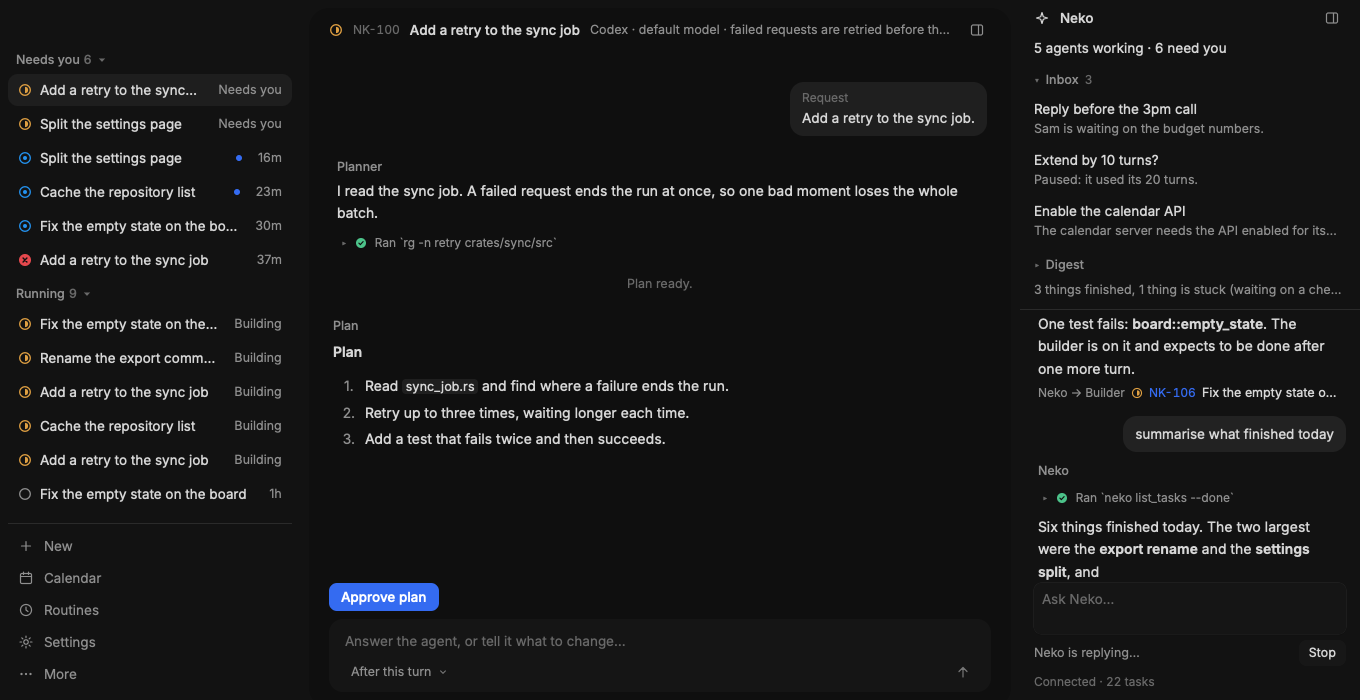 Needs you 6
Add a retry to the sync... Needs you
Split the settings page Needs you
Split the settings page 16m
Cache the repository list 23m
Fix the empty state on the bo... 30m
Add a retry to the sync job 37m
Running 9
Fix the empty state on the... Building
Rename the export comm... Building
Add a retry to the sync job Building
Cache the repository list Building
Add a retry to the sync job Building
Fix the empty state on the board 1h
New
Calendar
Routines
Settings
More
NK-100 Add a retry to the sync job Codex · default model · failed requests are retried before th...
Request
Add a retry to the sync job.
Planner
I read the sync job. A failed request ends the run at once, so one bad moment loses the whole
batch.
Ran `rg -n retry crates/sync/src`
Plan ready.
Plan
Plan
1. Read sync_job.rs and find where a failure ends the run.
2. Retry up to three times, waiting longer each time.
3. Add a test that fails twice and then succeeds.
Approve plan
Answer the agent, or tell it what to change...
After this turn
Neko
5 agents working · 6 need you
Inbox 3
Reply before the 3pm call
Sam is waiting on the budget numbers.
Extend by 10 turns?
Paused: it used its 20 turns.
Enable the calendar API
The calendar server needs the API enabled for its...
Digest
3 things finished, 1 thing is stuck (waiting on a che...
One test fails: board::empty_state. The
builder is on it and expects to be done after
one more turn.
Neko → Builder NK-106 Fix the empty state o...
summarise what finished today
Neko
Ran `neko list_tasks --done`
Six things finished today. The two largest
were the export rename and the settings
split, and
Ask Neko...
Neko is replying... Stop
Connected · 22 tasks